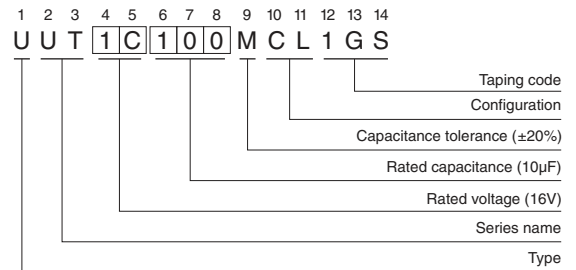 1 2 3 4 5 6 7 8 9 10 11 12 13 14
U U T 1 C 1 0 0 M C L 1 G S
Taping code
Configuration
Capacitance tolerance (±20%)
Rated capacitance (10µF)
Rated voltage (16V)
Series name
Type